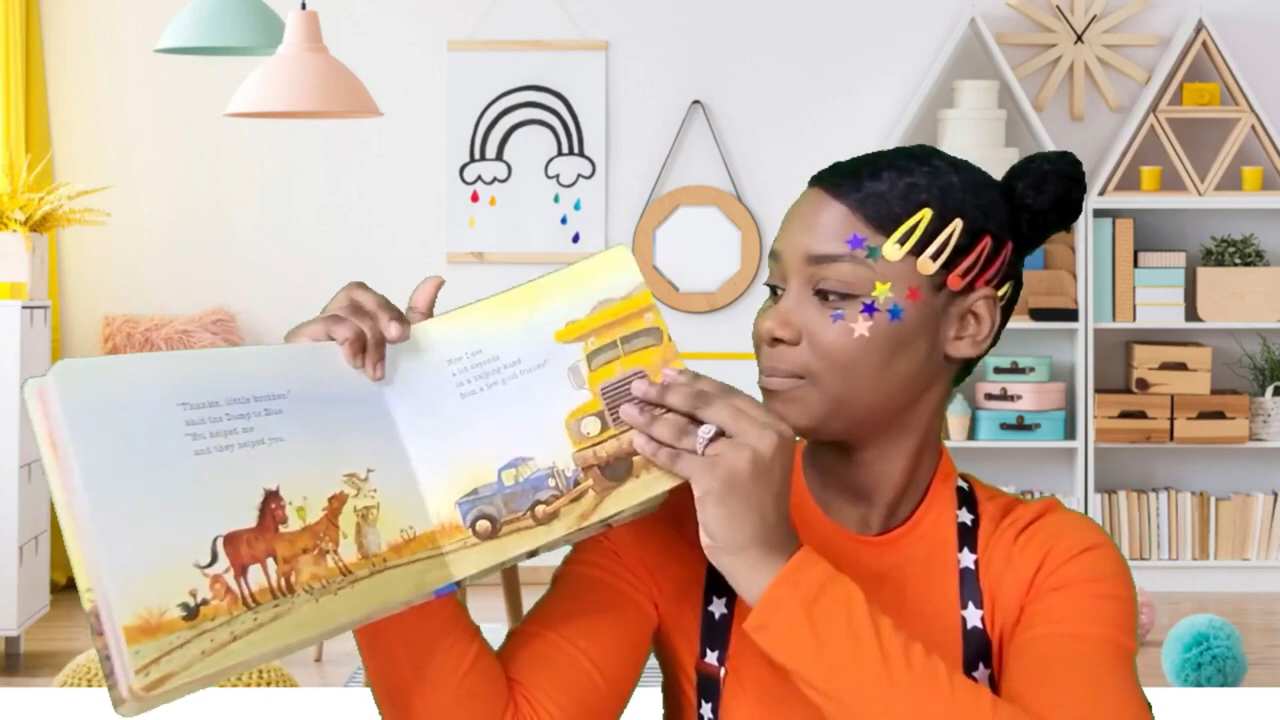 "Thanks, little brother,"
said the Dump to Blue.
"You helped me
and they helped you.
Now I see
a lot depends
on a helpful hand
from a few good friends!"